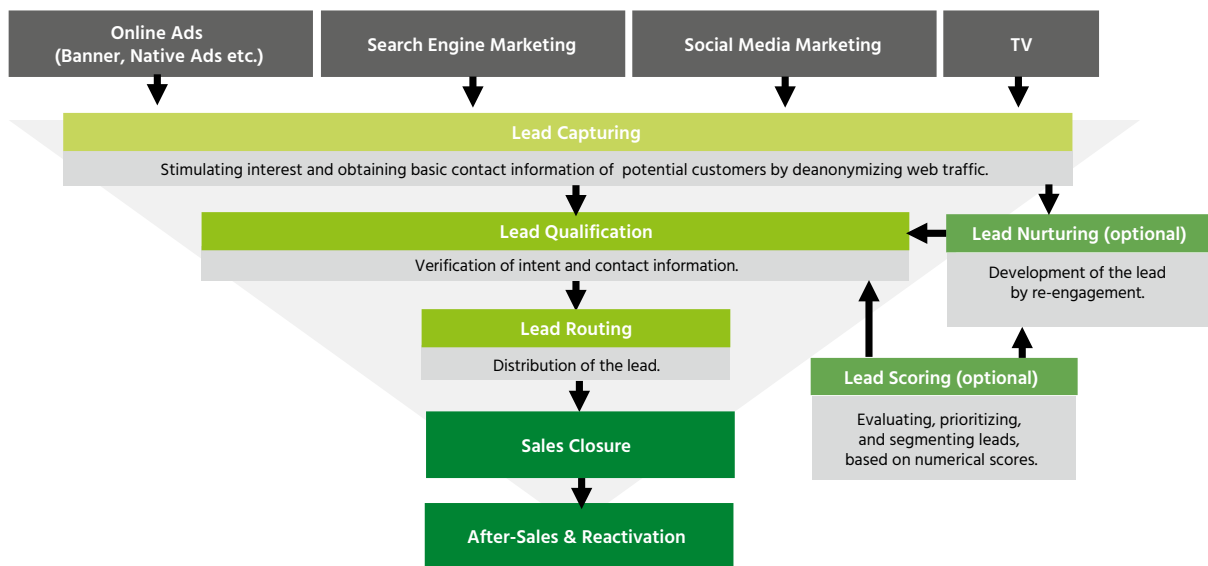 Online Ads
(Banner, Native Ads etc.)
Search Engine Marketing
Social Media Marketing
TV
Lead Capturing
Stimulating interest and obtaining basic contact information of potential customers by deanonymizing web traffic.
Lead Qualification
Verification of intent and contact information.
Lead Nurturing (optional)
Development of the lead
by re-engagement.
Lead Routing
Distribution of the lead.
Lead Scoring (optional)
Evaluating, prioritizing,
and segmenting leads,
based on numerical scores.
Sales Closure
After-Sales & Reactivation